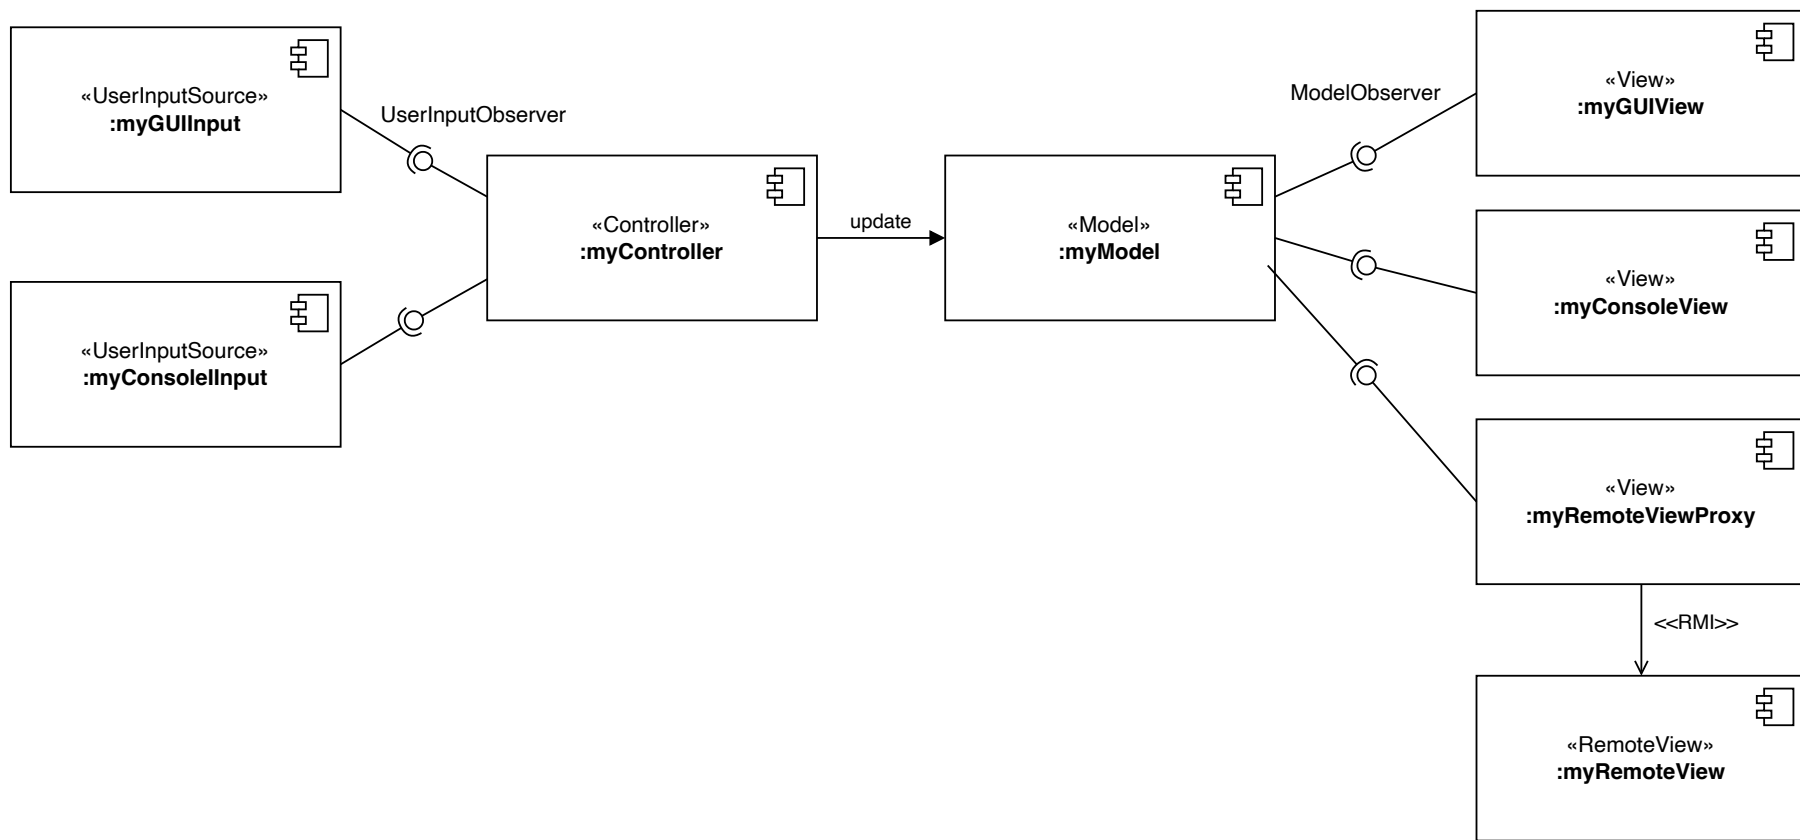 «UserInputSource»
:myGUIInput
UserInputObserver
«UserInputSource»
:myConsoleIInput
«Controller»
:myController
update
«Model»
:myModel
ModelObserver
«View»
:myGUIView
«View»
:myConsoleView
«View»
:myRemoteViewProxy
<<RMI>>
«RemoteView»
:myRemoteView